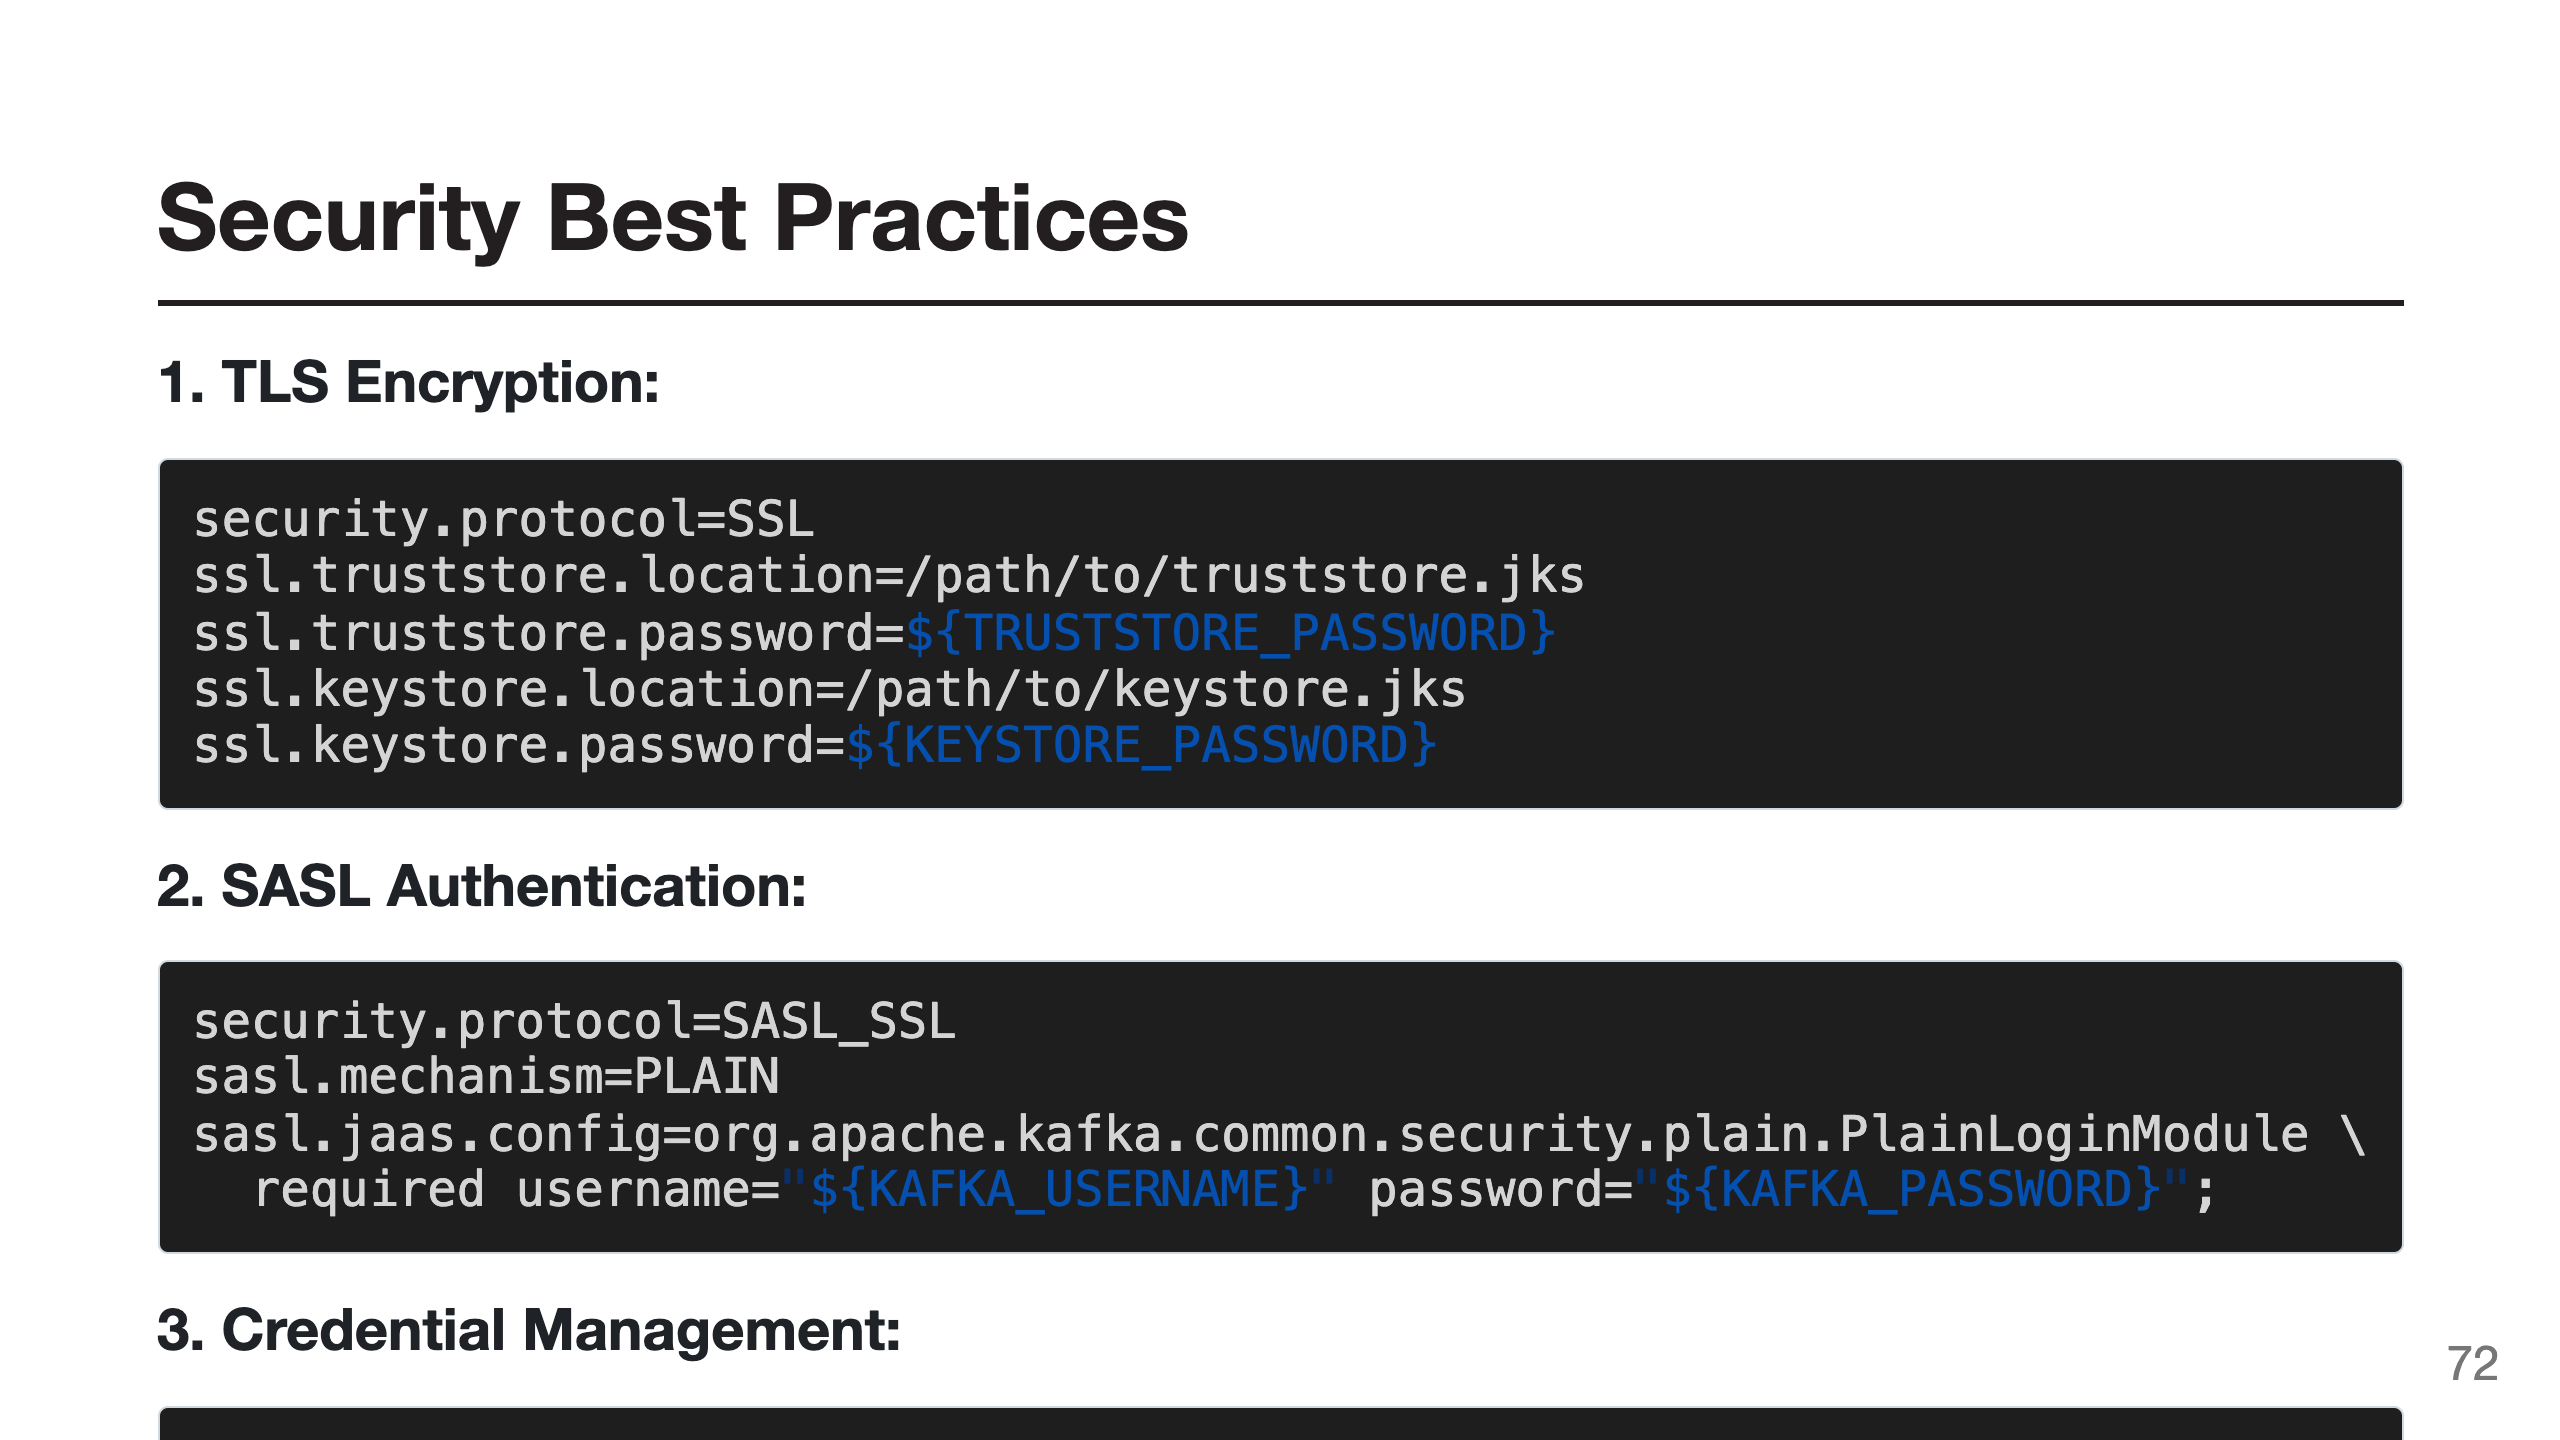 Security Best Practices
1. TLS Encryption:
security.protocol=SSL
ssl.truststore.location=/path/to/truststore.jks
ssl.truststore.password=${TRUSTSTORE_PASSWORD}
ssl.keystore.location=/path/to/keystore.jks
ssl.keystore.password=${KEYSTORE_PASSWORD}
2. SASL Authentication:
security.protocol=SASL_SSL
sasl.mechanism=PLAIN
sasl.jaas.config=org.apache.kafka.common.security.plain.PlainLoginModule \
  required username="${KAFKA_USERNAME}" password="${KAFKA_PASSWORD}";
3. Credential Management:
72